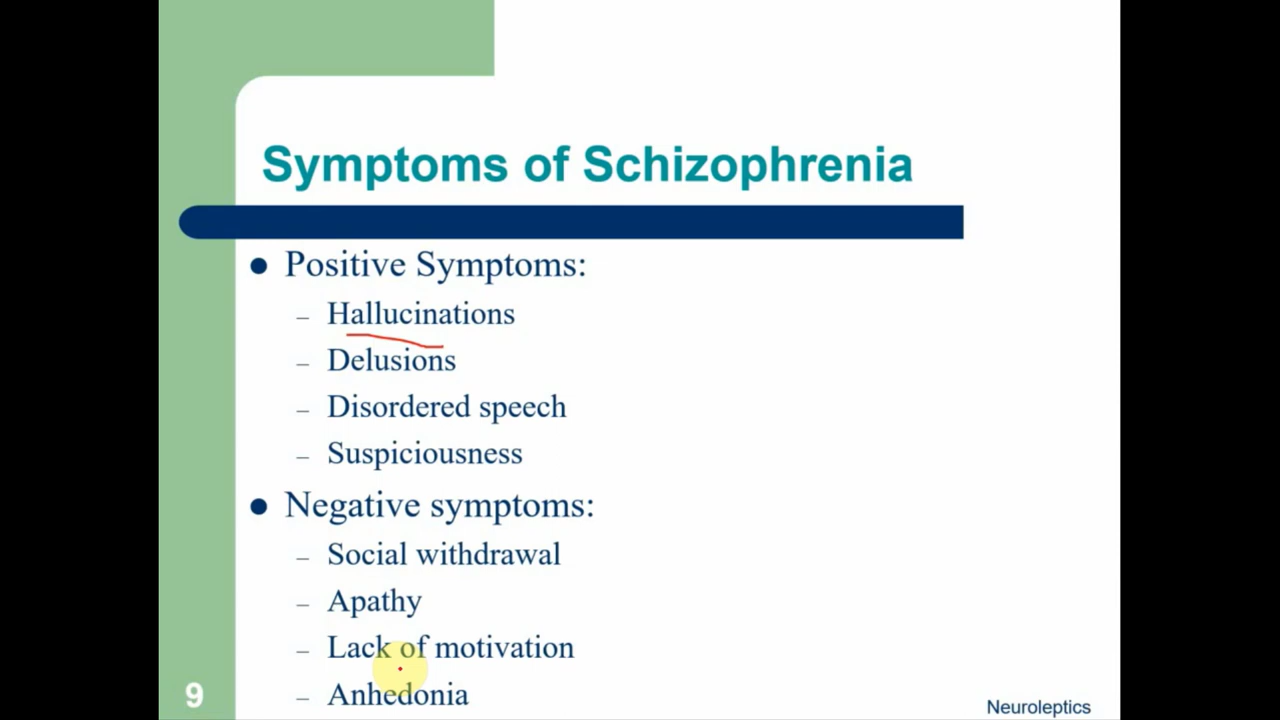 Symptoms of Schizophrenia
● Positive Symptoms:
– Hallucinations
– Delusions
– Disordered speech
– Suspiciousness
● Negative symptoms:
– Social withdrawal
– Apathy
– Lack of motivation
– Anhedonia
9
Neuroleptics